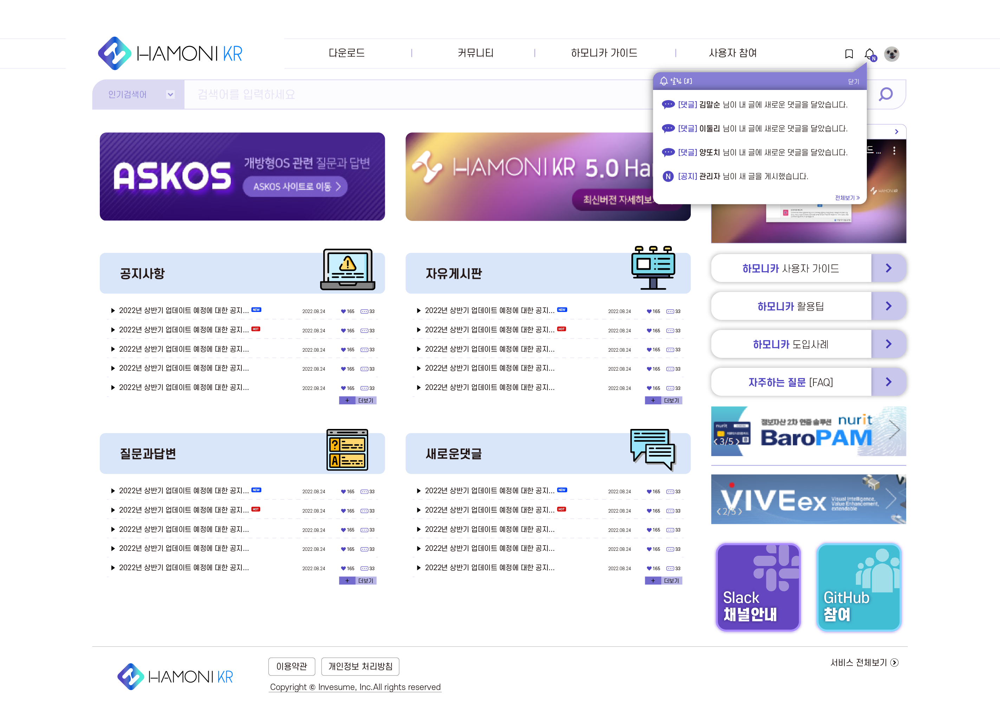 HAMONI KR
다운로드
커뮤니티
하모니카 가이드
사용자 참여
N
인기검색어
검색어를 입력하세요
알림 [8]
닫기
[댓글] 김말순 님이 내 글에 새로운 댓글을 달았습니다.
[댓글] 이둘리 님이 내 글에 새로운 댓글을 달았습니다.
[댓글] 양또치 님이 내 글에 새로운 댓글을 달았습니다.
N [공지] 관리자 님이 새 글을 게시했습니다.
전체보기
ASKOS
개방형OS 관련 질문과 답변
ASKOS 사이트로 이동
HAMONI KR 5.0 Ha
최신버전 자세히보
드 ...
HAMONI KR
공지사항
2022년 상반기 업데이트 예정에 대한 공지... NEW 2022.08.24 165 33
2022년 상반기 업데이트 예정에 대한 공지... HOT 2022.08.24 165 33
2022년 상반기 업데이트 예정에 대한 공지... 2022.08.24 165 33
2022년 상반기 업데이트 예정에 대한 공지... 2022.08.24 165 33
2022년 상반기 업데이트 예정에 대한 공지... 2022.08.24 165 33
+ 더보기
자유게시판
2022년 상반기 업데이트 예정에 대한 공지... NEW 2022.08.24 165 33
2022년 상반기 업데이트 예정에 대한 공지... HOT 2022.08.24 165 33
2022년 상반기 업데이트 예정에 대한 공지... 2022.08.24 165 33
2022년 상반기 업데이트 예정에 대한 공지... 2022.08.24 165 33
2022년 상반기 업데이트 예정에 대한 공지... 2022.08.24 165 33
+ 더보기
질문과답변
? 
A
2022년 상반기 업데이트 예정에 대한 공지... NEW 2022.08.24 165 33
2022년 상반기 업데이트 예정에 대한 공지... HOT 2022.08.24 165 33
2022년 상반기 업데이트 예정에 대한 공지... 2022.08.24 165 33
2022년 상반기 업데이트 예정에 대한 공지... 2022.08.24 165 33
2022년 상반기 업데이트 예정에 대한 공지... 2022.08.24 165 33
+ 더보기
새로운댓글
2022년 상반기 업데이트 예정에 대한 공지... NEW 2022.08.24 165 33
2022년 상반기 업데이트 예정에 대한 공지... HOT 2022.08.24 165 33
2022년 상반기 업데이트 예정에 대한 공지... 2022.08.24 165 33
2022년 상반기 업데이트 예정에 대한 공지... 2022.08.24 165 33
2022년 상반기 업데이트 예정에 대한 공지... 2022.08.24 165 33
+ 더보기
하모니카 사용자 가이드
하모니카 활용팁
하모니카 도입사례
자주하는 질문 [FAQ]
정보자산 2차 인증 솔루션 nurit
nurit
BaroPAM
3/5
VIVEex
Visual Intelligence,
Value Enhancement,
extendable
2/5
Slack
채널안내
GitHub
참여
HAMONI KR
이용약관
개인정보 처리방침
Copyright © Invesume, Inc.All rights reserved
서비스 전체보기